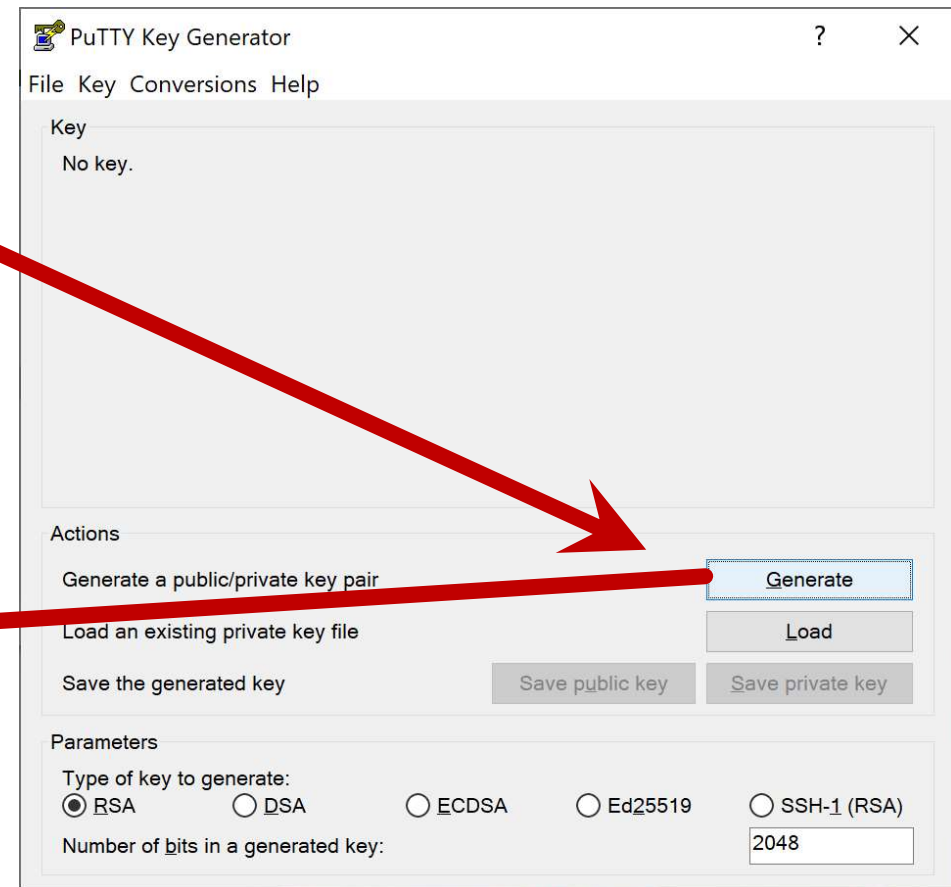 PuTTY Key Generator ?
File Key Conversions Help
Key
No key.
Actions
Generate a public/private key pair Generate
Load an existing private key file Load
Save the generated key Save public key Save private key
Parameters
Type of key to generate:
RSA DSA ECDSA Ed25519 SSH-1 (RSA)
Number of bits in a generated key: 2048